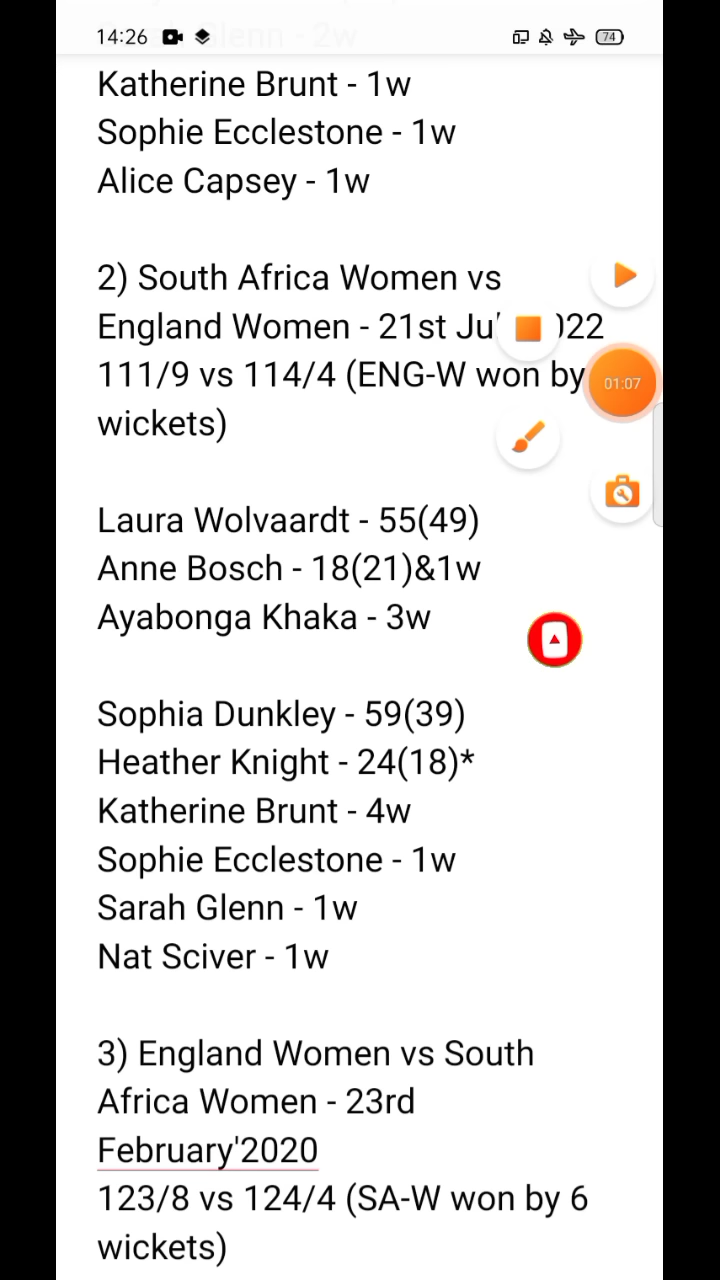 14:26
74
Glenn - 2w
Katherine Brunt - 1w
Sophie Ecclestone - 1w
Alice Capsey - 1w
2) South Africa Women vs
England Women - 21st
111/9 vs 114/4 (ENG-W won by
wickets)
01:07
Laura Wolvaardt - 55(49)
Anne Bosch - 18(21)&1w
Ayabonga Khaka - 3w
Sophia Dunkley - 59(39)
Heather Knight - 24(18)*
Katherine Brunt - 4w
Sophie Ecclestone - 1w
Sarah Glenn - 1w
Nat Sciver - 1w
3) England Women vs South
Africa Women - 23rd
February'2020
123/8 vs 124/4 (SA-W won by 6
wickets)